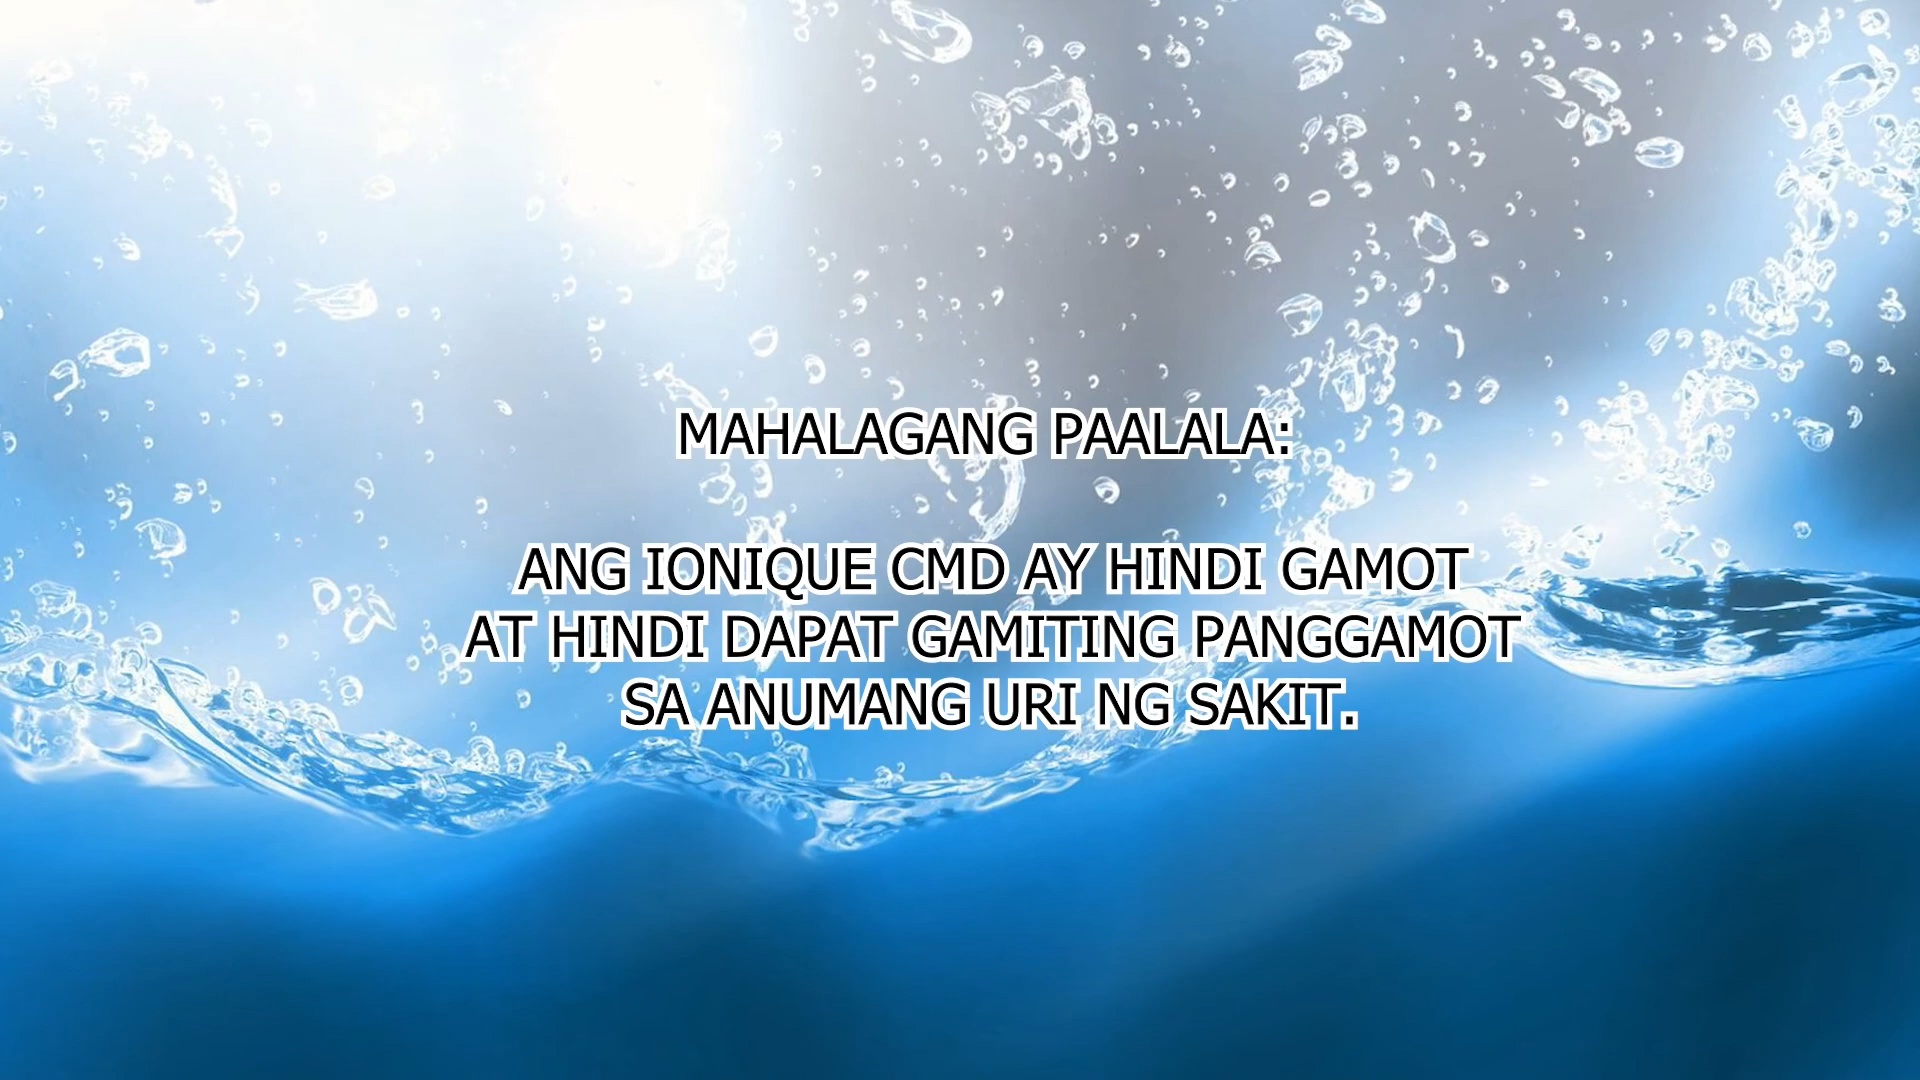 MAHALAGANG PAALALA:
ANG IONIQUE CMD AY HINDI GAMOT
AT HINDI DAPAT GAMITING PANGGAMOT
SA ANUMANG URI NG SAKIT.